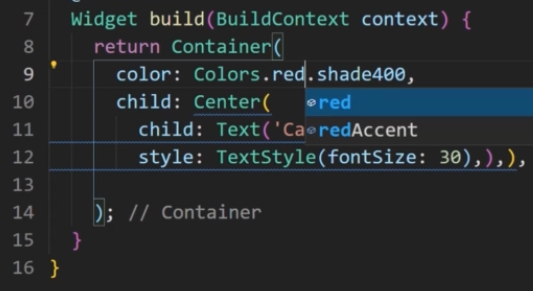 7 Widget build(BuildContext context) {
8 return Container(
9 color: Colors.red.shade400,
10 child: Center( red
11 child: Text('Ca redAccent
12 style: TextStyle(fontSize: 30),),),
13
14 ); // Container
15 }
16 }